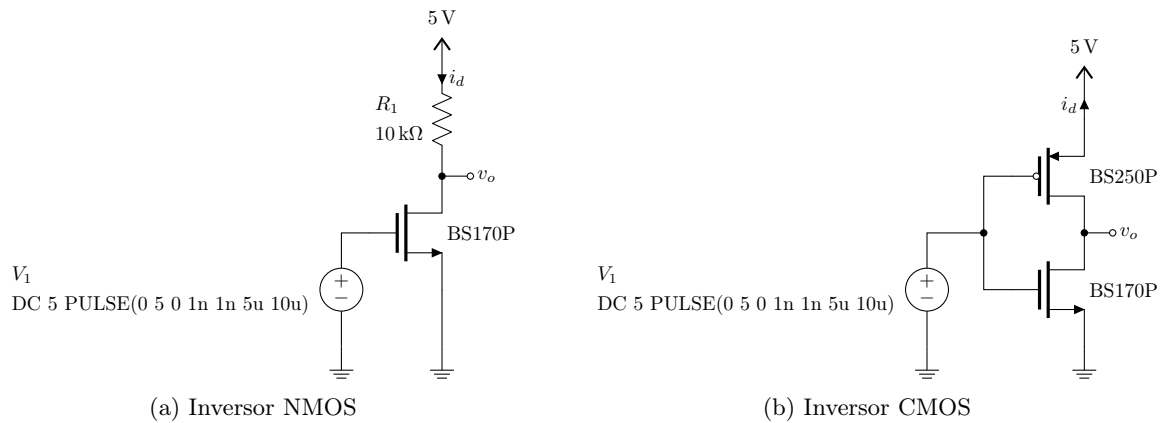 5 V
i_d
R_1
10 kΩ
v_o
BS170P
V_1
+
−
DC 5 PULSE(0 5 0 1n 1n 5u 10u)
(a) Inversor NMOS
5 V
i_d
BS250P
v_o
V_1
+
−
BS170P
DC 5 PULSE(0 5 0 1n 1n 5u 10u)
(b) Inversor CMOS